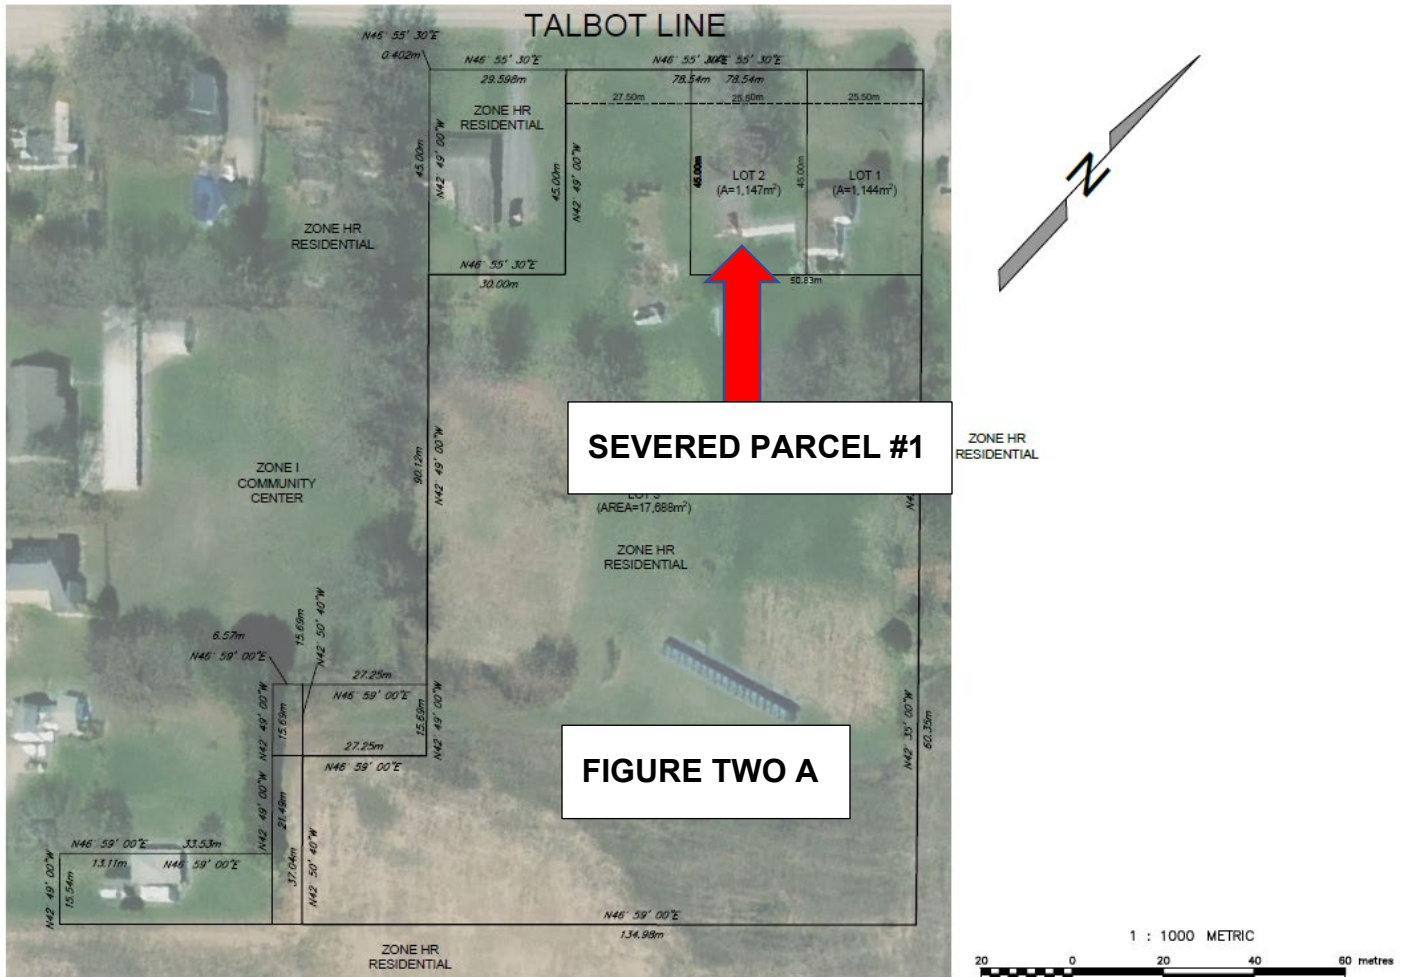 TALBOT LINE
N46° 55' 30"E
0.402m
N46° 55' 30"E
29.598m
N46° 55' 30"E 55' 30"E
78.54m 78.54m
27.50m
25.50m
25.50m
ZONE HR
RESIDENTIAL
45.00m
N42° 49' 00"W
45.00m
N42° 49' 00"W
45.00m
45.00m
LOT 2
(A=1,147m²)
LOT 1
(A=1,144m²)
N
ZONE HR
RESIDENTIAL
N46° 55' 30"E
30.00m
50.83m
SEVERED PARCEL #1
ZONE HR
RESIDENTIAL
90.12m
N42° 49' 00"W
ZONE I
COMMUNITY
CENTER
(AREA=17,688m²)
ZONE HR
RESIDENTIAL
15.69m
N42° 50' 40"W
6.57m
N46° 59' 00"E
27.25m
N46° 59' 00"E
N42° 49' 00"W
15.69m
15.69m
N42° 49' 00"W
27.25m
N46° 59' 00"E
FIGURE TWO A
N42° 35' 00"W
60.35m
N42° 49' 00"W
21.49m
N46° 59' 00"E
33.53m
13.11m
N46° 59' 00"E
N42° 49' 00"W
15.54m
37.04m
N42° 50' 40"W
N46° 59' 00"E
134.98m
ZONE HR
RESIDENTIAL
1 : 1000 METRIC
20 0 20 40 60 metres